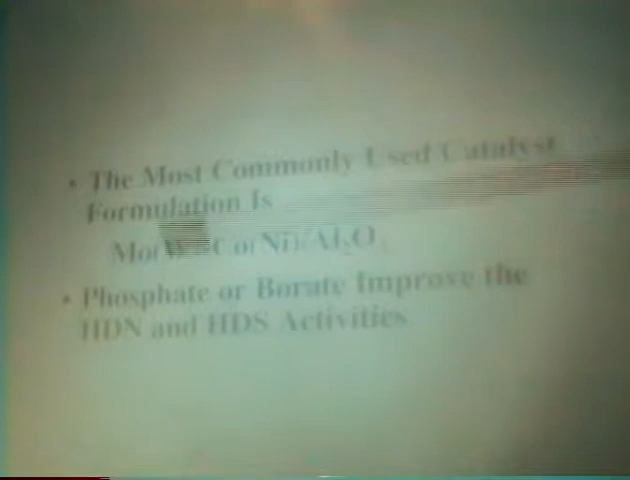 • The Most Commonly Used Catalyst
Formulation Is
Mo(W)-Co(Ni)/Al₂O₃
• Phosphate or Borate Improve the
HDN and HDS Activities